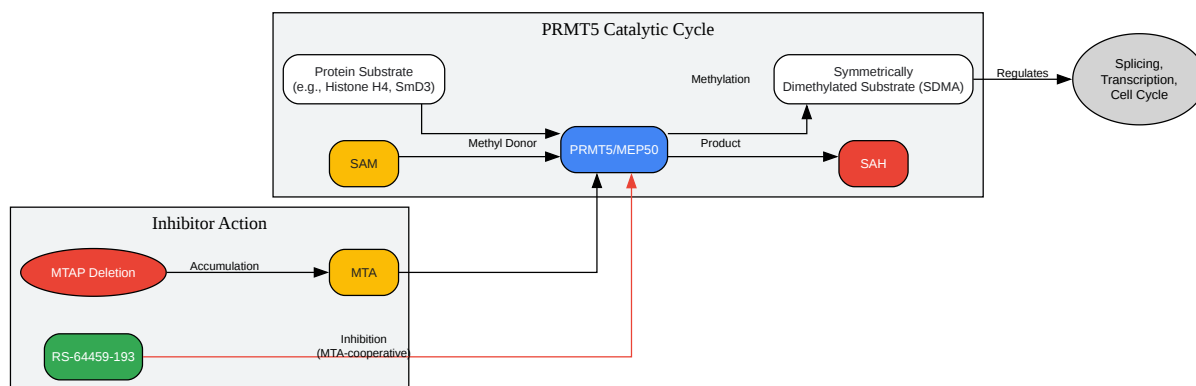 PRMT5 Catalytic Cycle
Protein Substrate
(e.g., Histone H4, SmD3)
Methylation
Symmetrically
Dimethylated Substrate (SDMA)
Regulates
Splicing,
Transcription,
Cell Cycle
SAM
Methyl Donor
PRMT5/MEP50
Product
SAH
Inhibitor Action
MTAP Deletion
Accumulation
MTA
RS-64459-193
Inhibition
(MTA-cooperative)